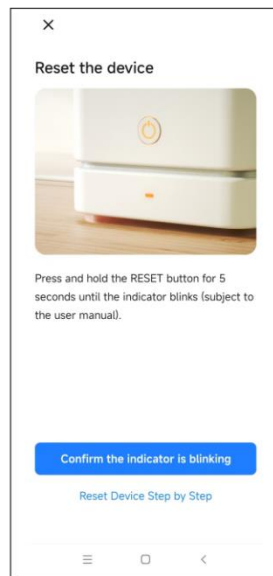 Reset the device
Press and hold the RESET button for 5
seconds until the indicator blinks (subject to
the user manual).
Confirm the indicator is blinking
Reset Device Step by Step